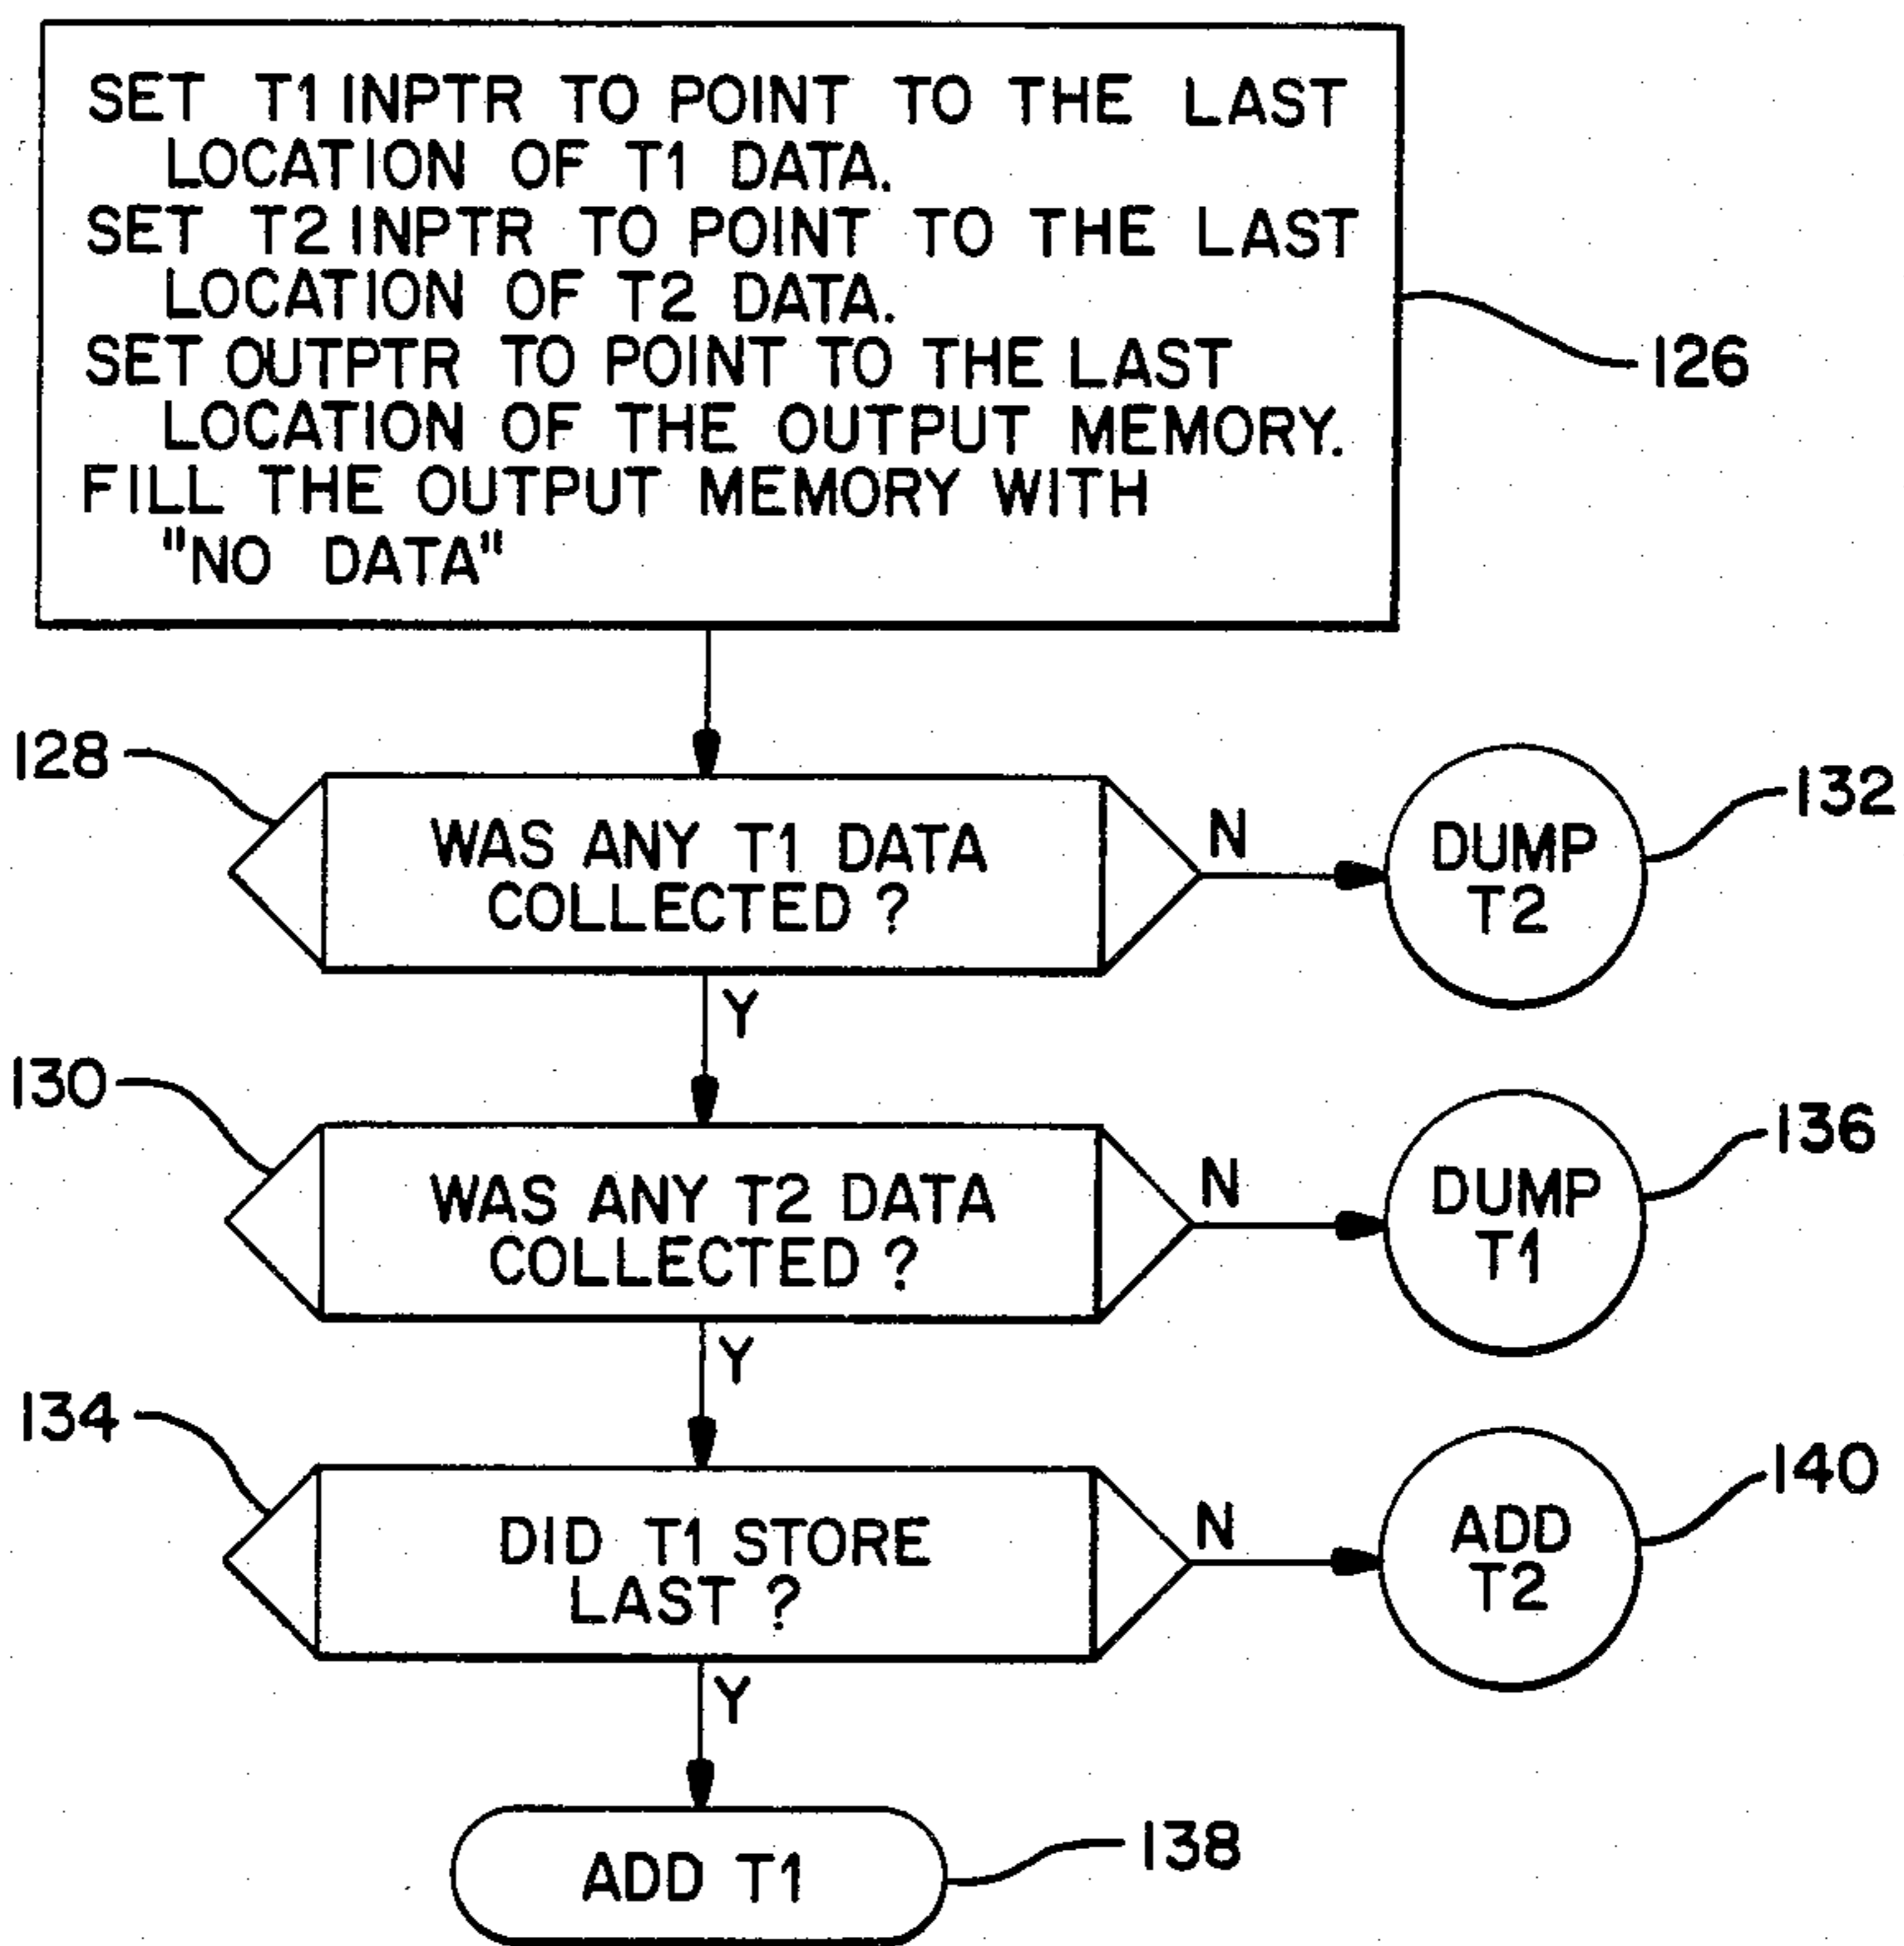 SET T1 INPTR TO POINT TO THE LAST
LOCATION OF T1 DATA.
SET T2 INPTR TO POINT TO THE LAST
LOCATION OF T2 DATA.
SET OUTPTR TO POINT TO THE LAST
LOCATION OF THE OUTPUT MEMORY.
FILL THE OUTPUT MEMORY WITH
"NO DATA"
126
128
WAS ANY T1 DATA
COLLECTED ?
N
DUMP
T2
132
Y
130
WAS ANY T2 DATA
COLLECTED ?
N
DUMP
T1
136
Y
134
DID T1 STORE
LAST ?
N
ADD
T2
140
Y
ADD T1
138